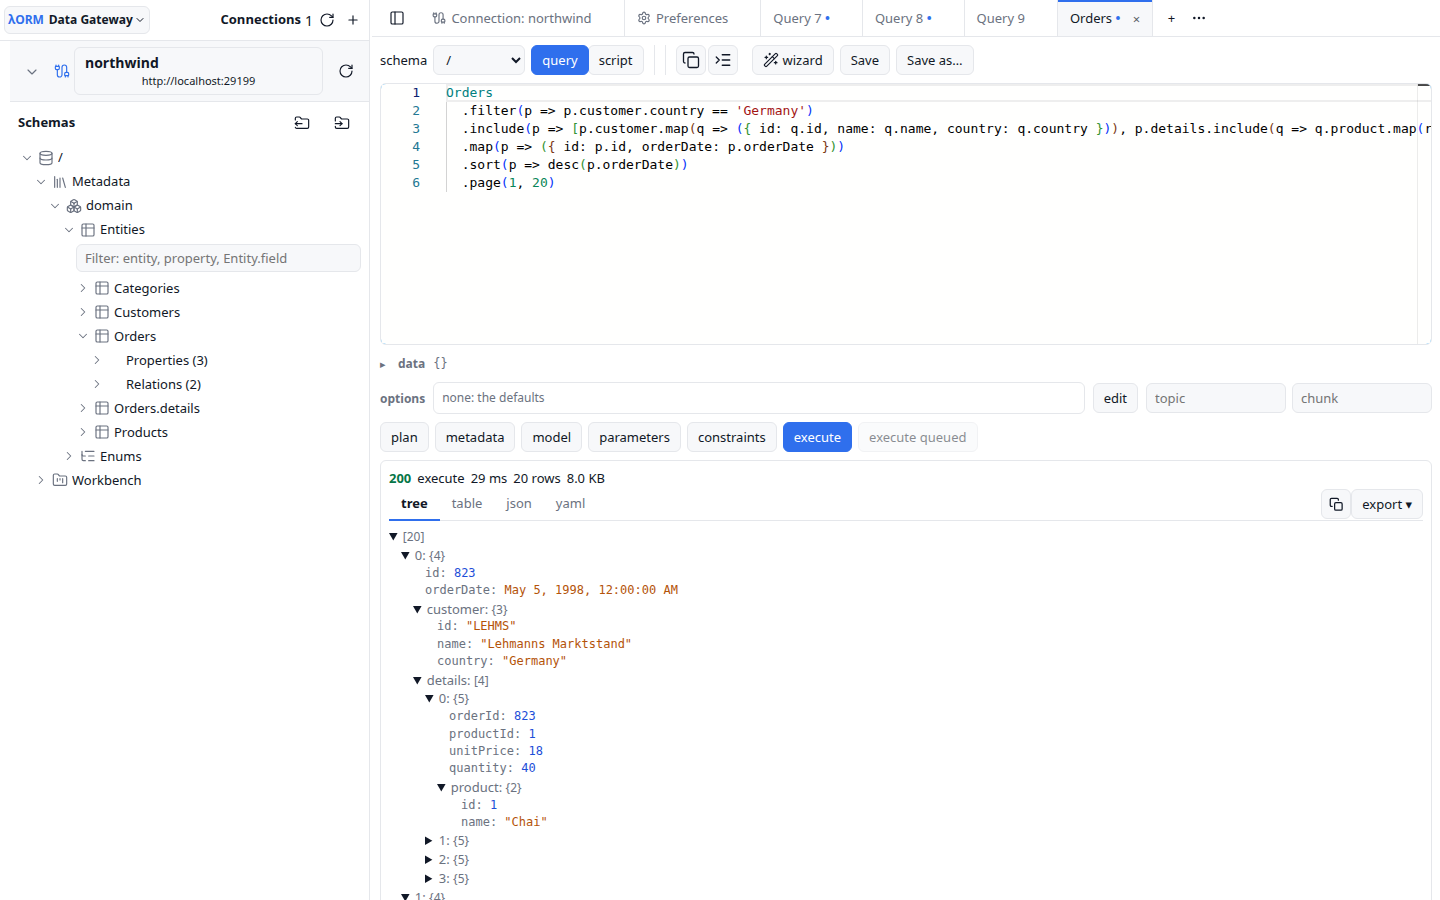 λORM Data Gateway
Connections 1
northwind
http://localhost:29199
Schemas
/
Metadata
domain
Entities
Filter: entity, property, Entity.field
Categories
Customers
Orders
Properties (3)
Relations (2)
Orders.details
Products
Enums
Workbench
Connection: northwind
Preferences
Query 7 •
Query 8 •
Query 9
Orders • ×
+ ...
schema / query script wizard Save Save as...
1 Orders
2 .filter(p => p.customer.country == 'Germany')
3 .include(p => [p.customer.map(q => ({ id: q.id, name: q.name, country: q.country })), p.details.include(q => q.product.map(r
4 .map(p => ({ id: p.id, orderDate: p.orderDate }))
5 .sort(p => desc(p.orderDate))
6 .page(1, 20)
▸ data {}
options none: the defaults edit topic chunk
plan metadata model parameters constraints execute execute queued
200 execute 29 ms 20 rows 8.0 KB
tree table json yaml
export ▾
▼ [20]
▼ 0: {4}
id: 823
orderDate: May 5, 1998, 12:00:00 AM
▼ customer: {3}
id: "LEHMS"
name: "Lehmanns Marktstand"
country: "Germany"
▼ details: [4]
▼ 0: {5}
orderId: 823
productId: 1
unitPrice: 18
quantity: 40
▼ product: {2}
id: 1
name: "Chai"
▶ 1: {5}
▶ 2: {5}
▶ 3: {5}
▼ 1: {4}